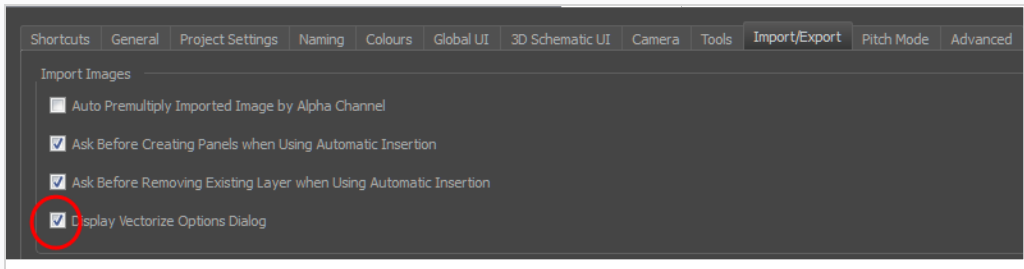 Shortcuts General Project Settings Naming Colours Global UI 3D Schematic UI Camera Tools Import/Export Pitch Mode Advanced
Import Images
Auto Premultiply Imported Image by Alpha Channel
Ask Before Creating Panels when Using Automatic Insertion
Ask Before Removing Existing Layer when Using Automatic Insertion
Display Vectorize Options Dialog